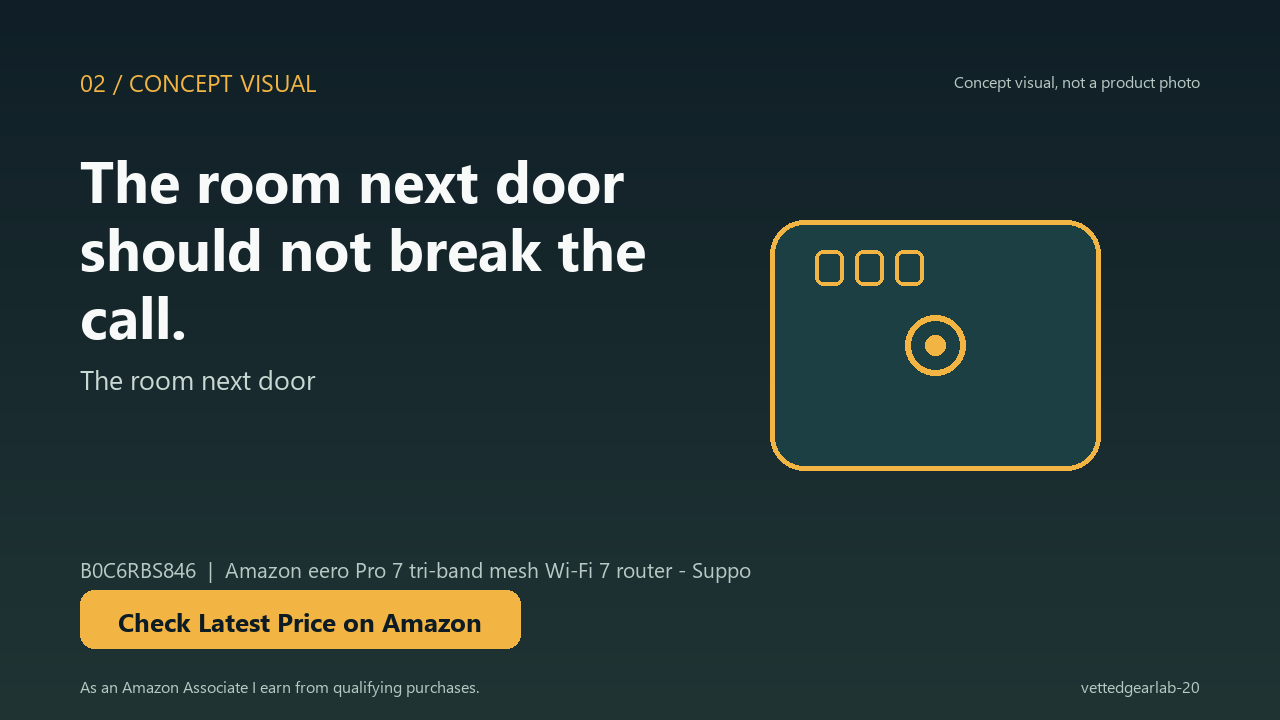 02 / CONCEPT VISUAL
Concept visual, not a product photo
The room next door
should not break the
call.
The room next door
B0C6RBS846 | Amazon eero Pro 7 tri-band mesh Wi-Fi 7 router - Suppo
Check Latest Price on Amazon
As an Amazon Associate I earn from qualifying purchases.
vettedgearlab-20